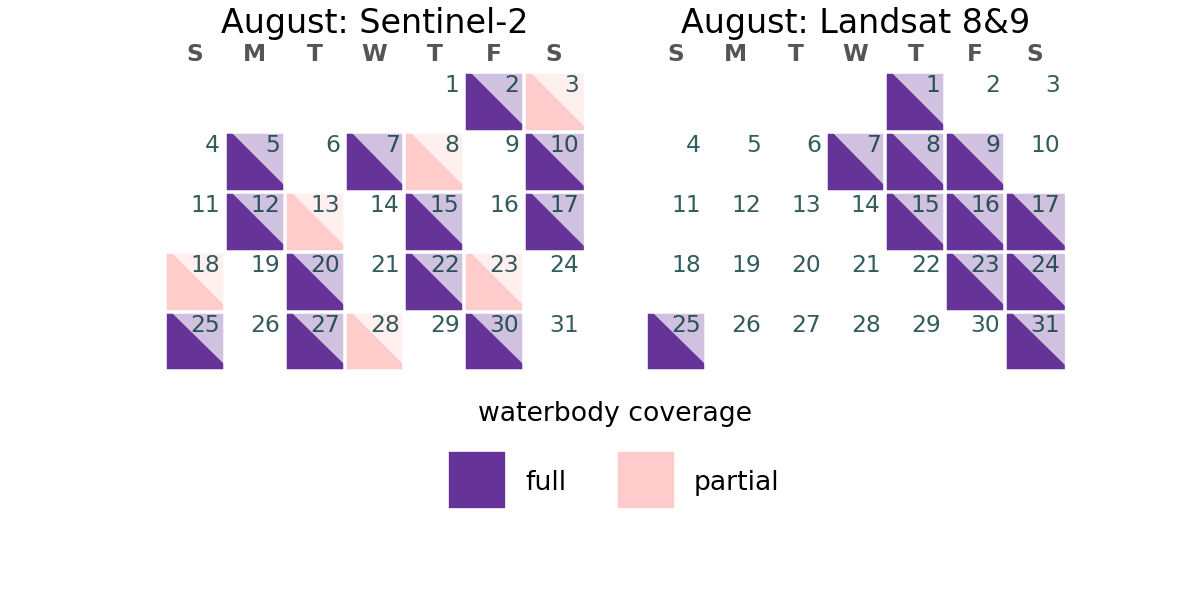 August: Sentinel-2
S M T W T F S
1 2 3
4 5 6 7 8 9 10
11 12 13 14 15 16 17
18 19 20 21 22 23 24
25 26 27 28 29 30 31
August: Landsat 8&9
S M T W T F S
1 2 3
4 5 6 7 8 9 10
11 12 13 14 15 16 17
18 19 20 21 22 23 24
25 26 27 28 29 30 31
waterbody coverage
full
partial